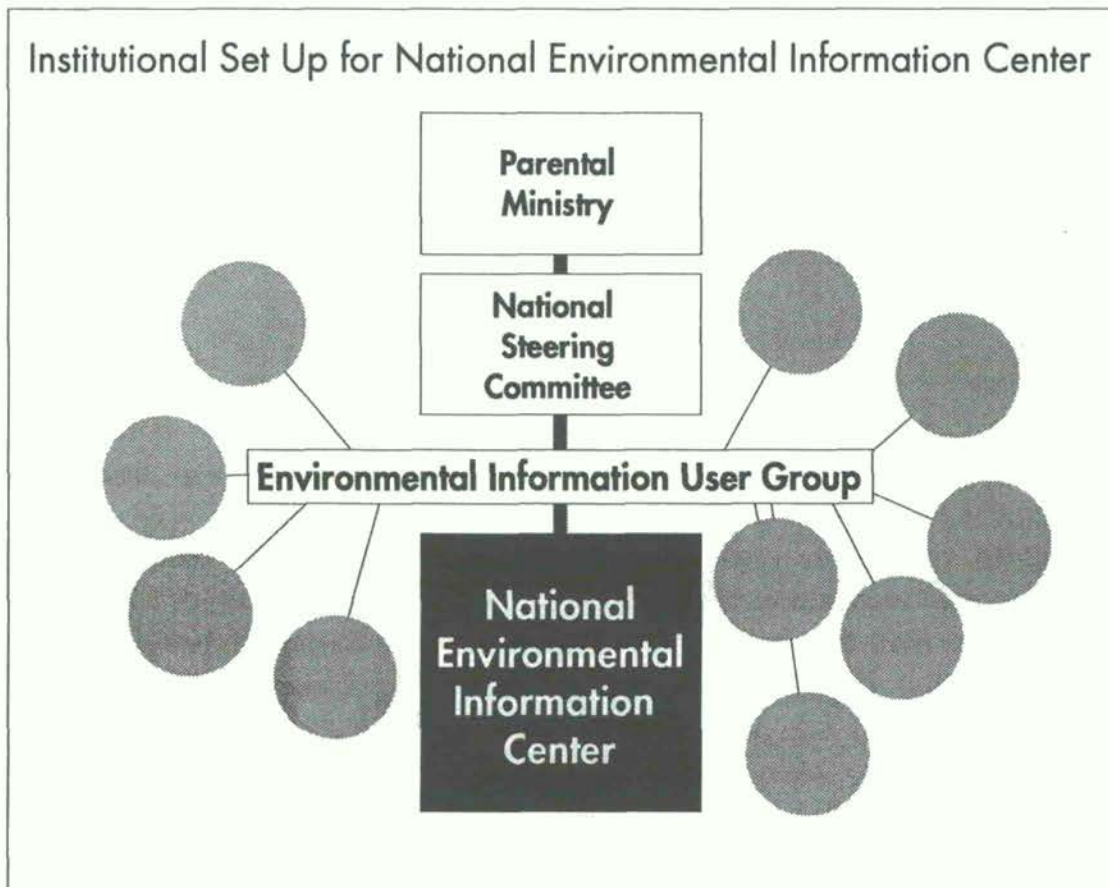 Institutional Set Up for National Environmental Information Center
Parental
Ministry
National
Steering
Committee
Environmental Information User Group
National
Environmental
Information
Center